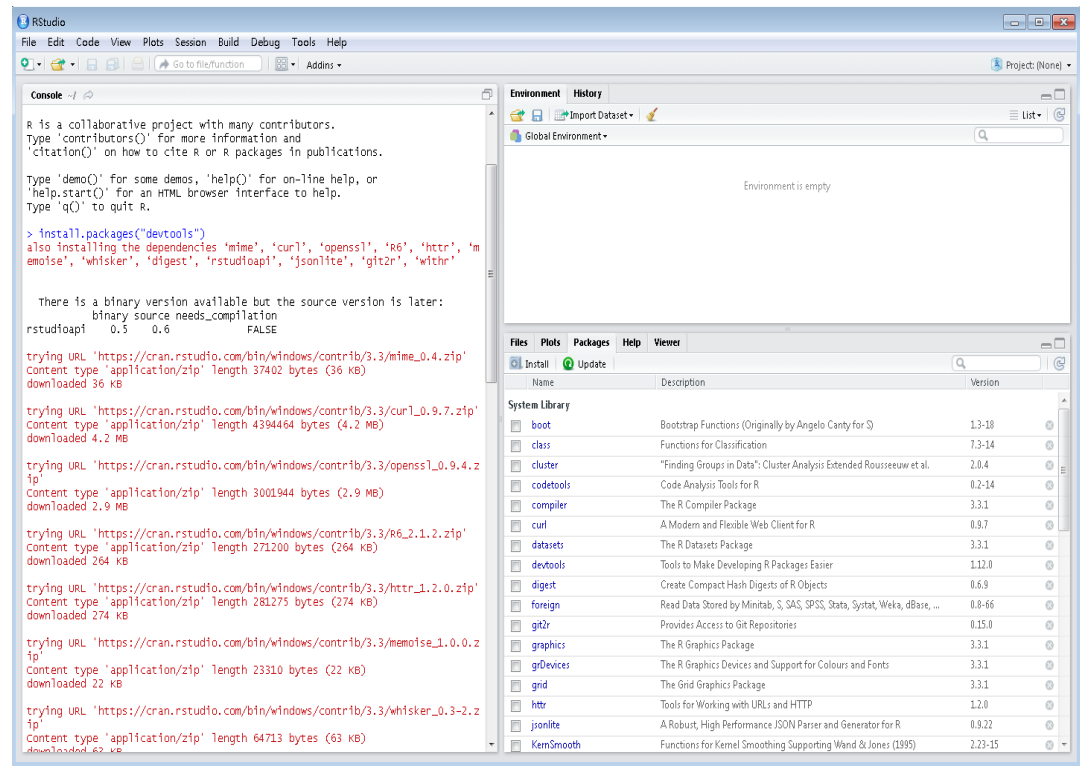 RStudio
File Edit Code View Plots Session Build Debug Tools Help
Go to file/function Addins Project: (None)
Console ~/
R is a collaborative project with many contributors.
Type 'contributors()' for more information and
'citation()' on how to cite R or R packages in publications.
Type 'demo()' for some demos, 'help()' for on-line help, or
'help.start()' for an HTML browser interface to help.
Type 'q()' to quit R.
> install.packages("devtools")
also installing the dependencies ‘mime’, ‘curl’, ‘openssl’, ‘R6’, ‘httr’, ‘m
emoise’, ‘whisker’, ‘digest’, ‘rstudioapi’, ‘jsonlite’, ‘git2r’, ‘withr’
There is a binary version available but the source version is later:
binary source needs_compilation
rstudioapi 0.5 0.6 FALSE
trying URL 'https://cran.rstudio.com/bin/windows/contrib/3.3/mime_0.4.zip'
Content type 'application/zip' length 37402 bytes (36 KB)
downloaded 36 KB
trying URL 'https://cran.rstudio.com/bin/windows/contrib/3.3/curl_0.9.7.zip'
Content type 'application/zip' length 4394464 bytes (4.2 MB)
downloaded 4.2 MB
trying URL 'https://cran.rstudio.com/bin/windows/contrib/3.3/openssl_0.9.4.z
ip'
Content type 'application/zip' length 3001944 bytes (2.9 MB)
downloaded 2.9 MB
trying URL 'https://cran.rstudio.com/bin/windows/contrib/3.3/R6_2.1.2.zip'
Content type 'application/zip' length 271200 bytes (264 KB)
downloaded 264 KB
trying URL 'https://cran.rstudio.com/bin/windows/contrib/3.3/httr_1.2.0.zip'
Content type 'application/zip' length 281275 bytes (274 KB)
downloaded 274 KB
trying URL 'https://cran.rstudio.com/bin/windows/contrib/3.3/memoise_1.0.0.z
ip'
Content type 'application/zip' length 23310 bytes (22 KB)
downloaded 22 KB
trying URL 'https://cran.rstudio.com/bin/windows/contrib/3.3/whisker_0.3-2.z
ip'
Content type 'application/zip' length 64713 bytes (63 KB)
downloaded 63 KB
Environment History
Import Dataset List
Global Environment
Environment is empty
Files Plots Packages Help Viewer
Install Update
Name Description Version
System Library
boot Bootstrap Functions (Originally by Angelo Canty for S) 1.3-18
class Functions for Classification 7.3-14
cluster "Finding Groups in Data": Cluster Analysis Extended Rousseeuw et al. 2.0.4
codetools Code Analysis Tools for R 0.2-14
compiler The R Compiler Package 3.3.1
curl A Modern and Flexible Web Client for R 0.9.7
datasets The R Datasets Package 3.3.1
devtools Tools to Make Developing R Packages Easier 1.12.0
digest Create Compact Hash Digests of R Objects 0.6.9
foreign Read Data Stored by Minitab, S, SAS, SPSS, Stata, Systat, Weka, dBase, ... 0.8-66
git2r Provides Access to Git Repositories 0.15.0
graphics The R Graphics Package 3.3.1
grDevices The R Graphics Devices and Support for Colours and Fonts 3.3.1
grid The Grid Graphics Package 3.3.1
httr Tools for Working with URLs and HTTP 1.2.0
jsonlite A Robust, High Performance JSON Parser and Generator for R 0.9.22
KernSmooth Functions for Kernel Smoothing Supporting Wand & Jones (1995) 2.23-15